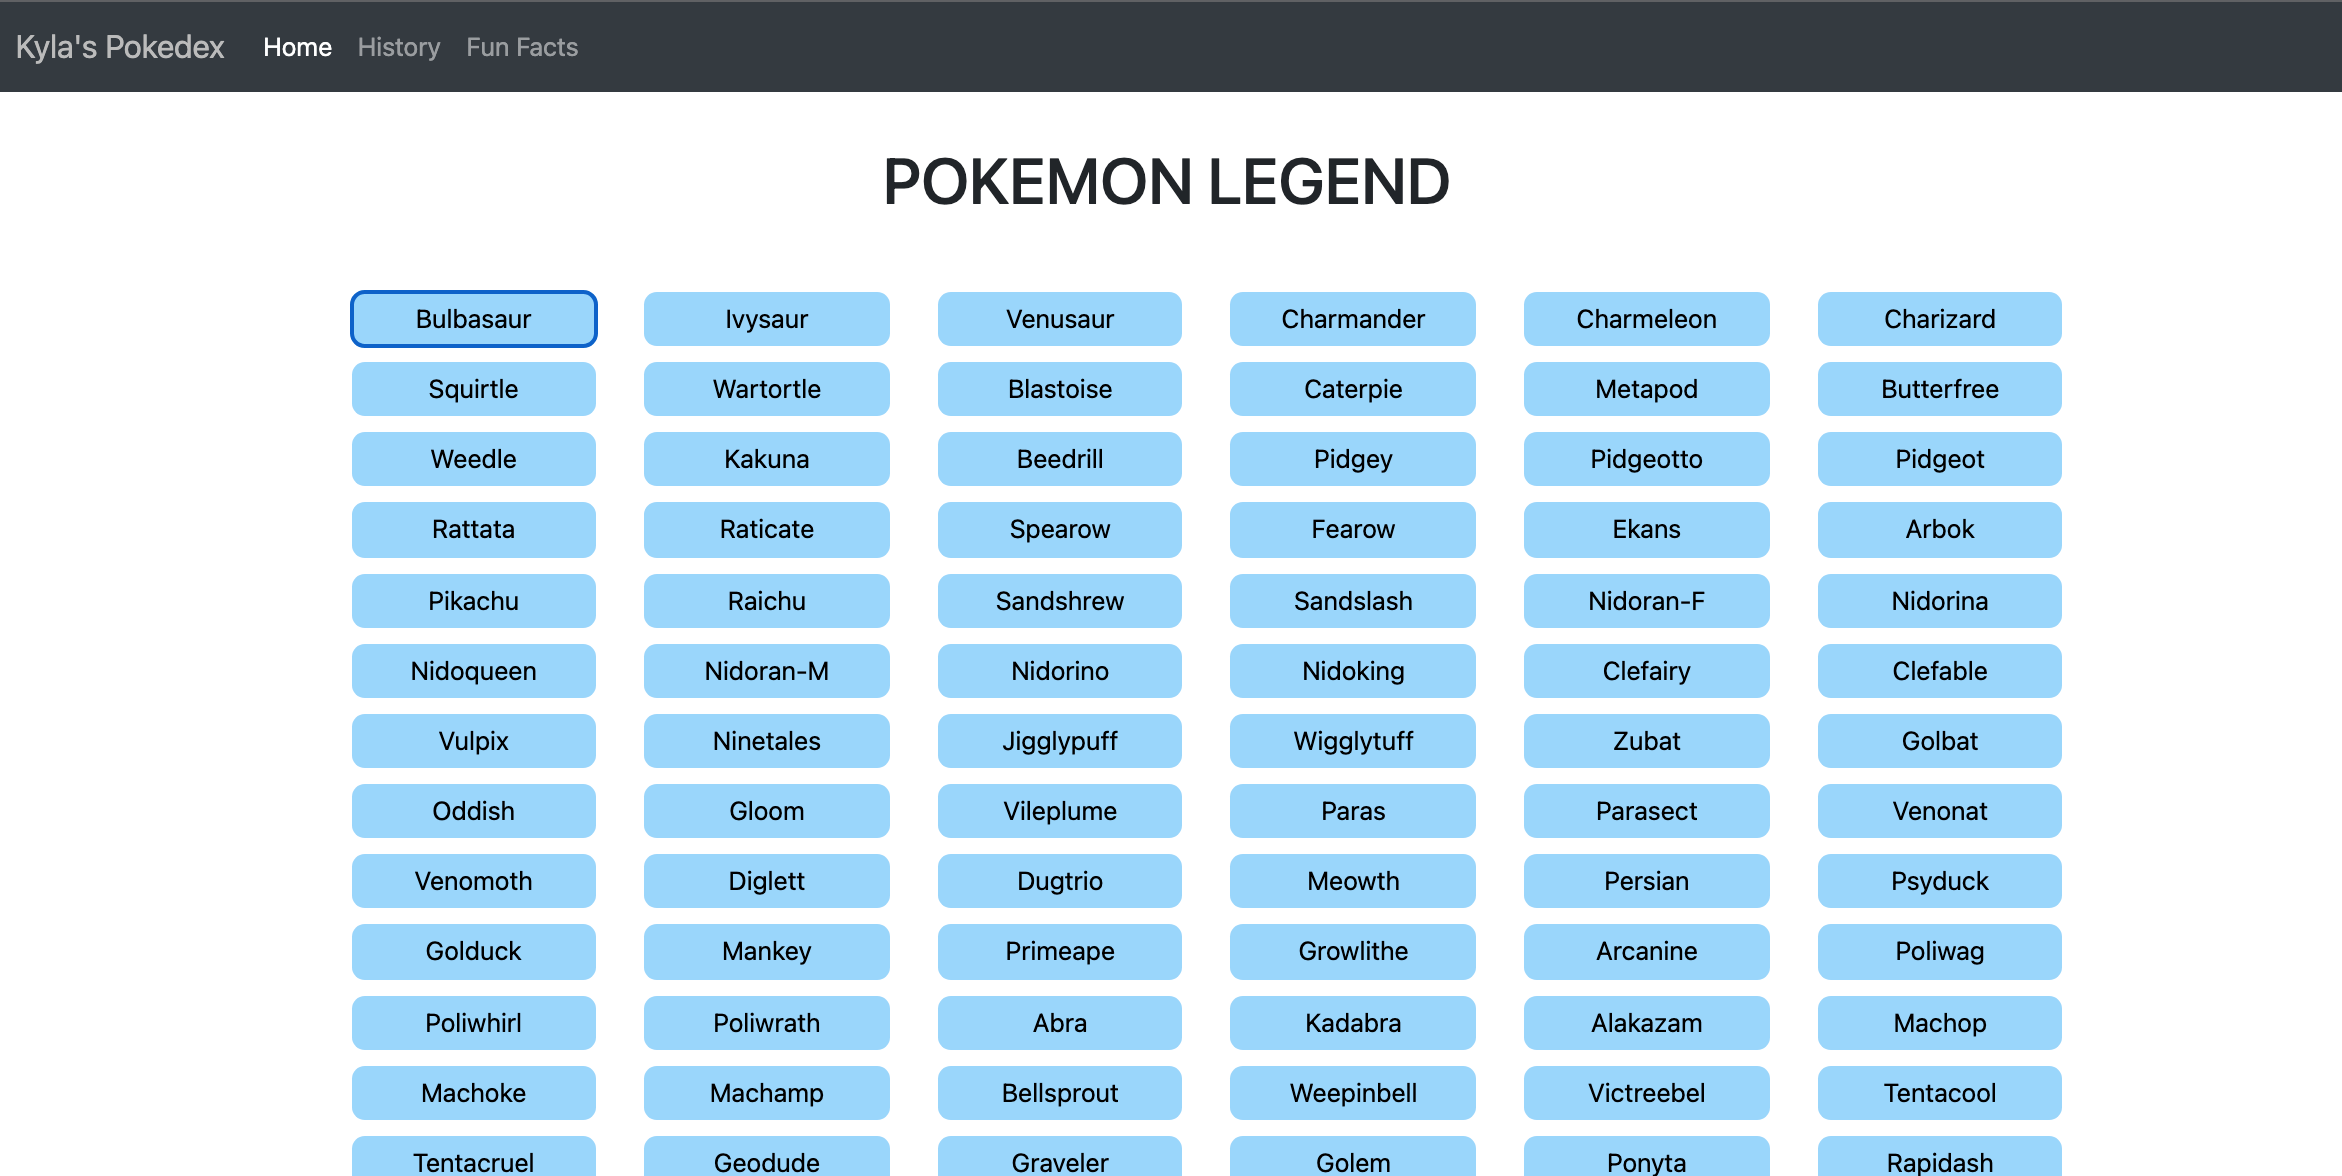 Kyla's Pokedex Home History Fun Facts
POKEMON LEGEND
Bulbasaur Ivysaur Venusaur Charmander Charmeleon Charizard
Squirtle Wartortle Blastoise Caterpie Metapod Butterfree
Weedle Kakuna Beedrill Pidgey Pidgeotto Pidgeot
Rattata Raticate Spearow Fearow Ekans Arbok
Pikachu Raichu Sandshrew Sandslash Nidoran-F Nidorina
Nidoqueen Nidoran-M Nidorino Nidoking Clefairy Clefable
Vulpix Ninetales Jigglypuff Wigglytuff Zubat Golbat
Oddish Gloom Vileplume Paras Parasect Venonat
Venomoth Diglett Dugtrio Meowth Persian Psyduck
Golduck Mankey Primeape Growlithe Arcanine Poliwag
Poliwhirl Poliwrath Abra Kadabra Alakazam Machop
Machoke Machamp Bellsprout Weepinbell Victreebel Tentacool
Tentacruel Geodude Graveler Golem Ponyta Rapidash